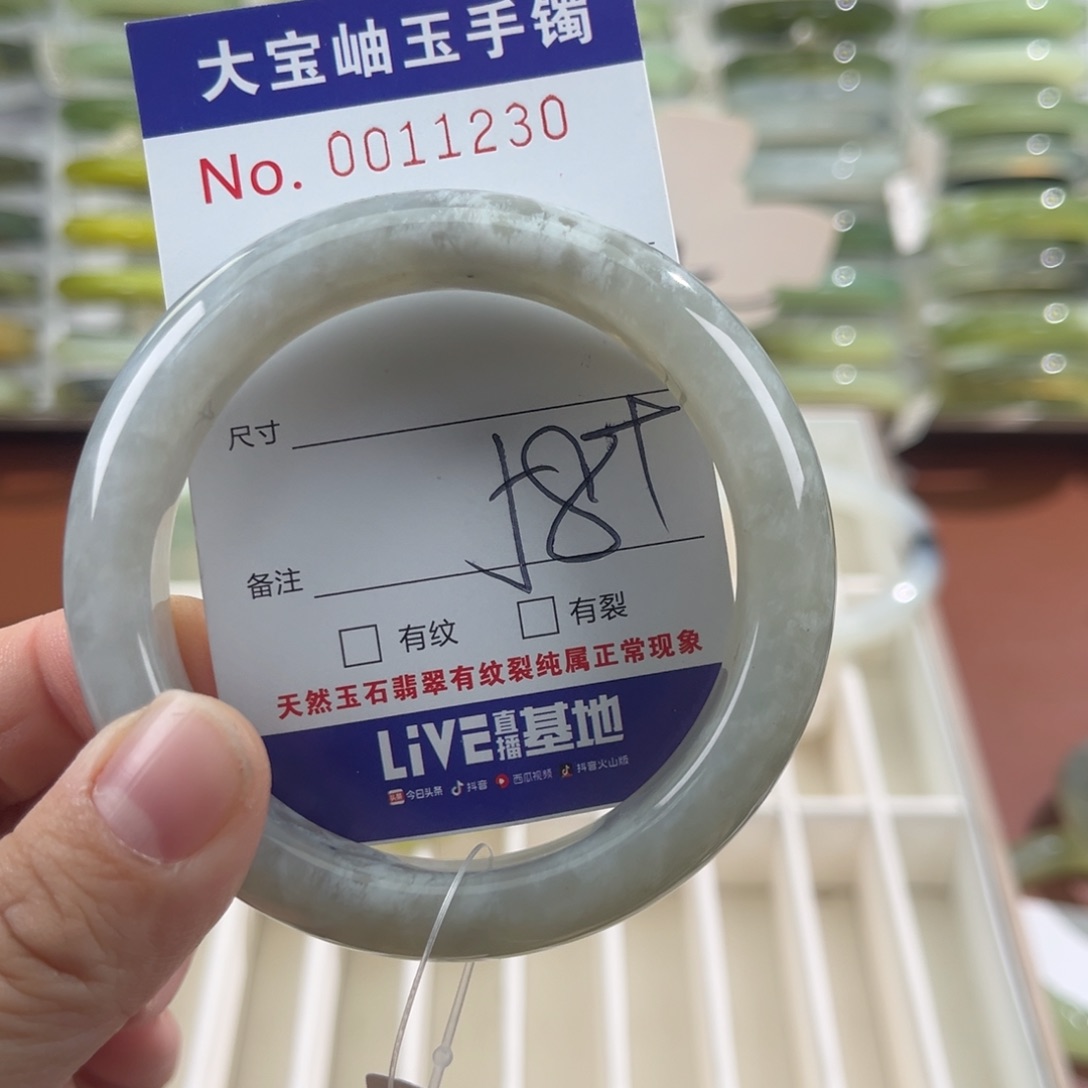 大宝岫玉手镯
No. 0011230
尺寸
备注
□ 有纹 □ 有裂
天然玉石翡翠有纹裂纯属正常现象
LiVE直播基地
头条 今日头条 抖音 西瓜视频 抖音火山版